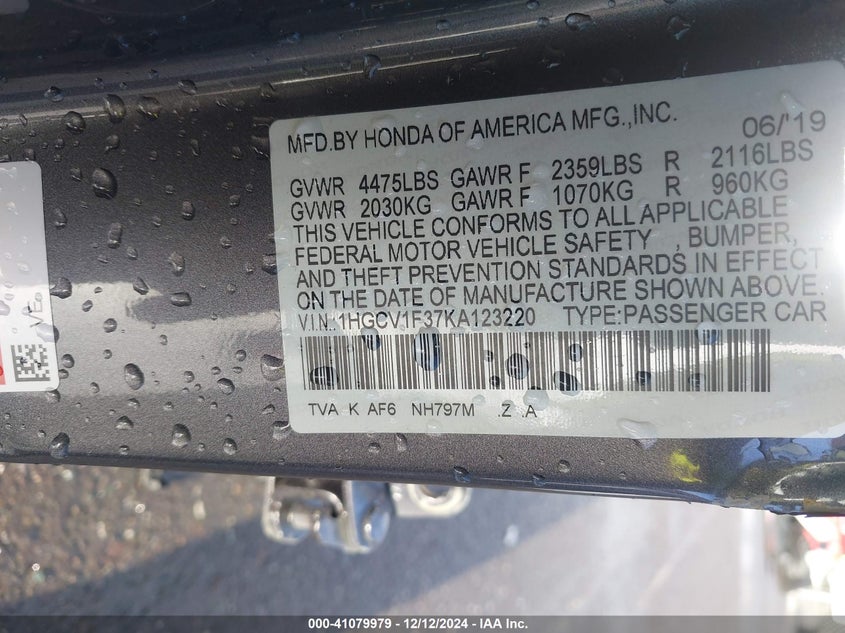 MFD.BY HONDA OF AMERICA MFG.,INC. 06/'19
GVWR 4475LBS GAWR F 2359LBS R 2116LBS
GVWR 2030KG GAWR F 1070KG R 960KG
THIS VEHICLE CONFORMS TO ALL APPLICABLE
FEDERAL MOTOR VEHICLE SAFETY , BUMPER,
AND THEFT PREVENTION STANDARDS IN EFFECT
ON THE DATE OF MANUFACTURE SHOWN ABOVE.
V.I.N.:1HGCV1F37KA123220 TYPE:PASSENGER CAR
TVA K AF6 NH797M .Z .A
000-41079979 - 12/12/2024 - IAA Inc.